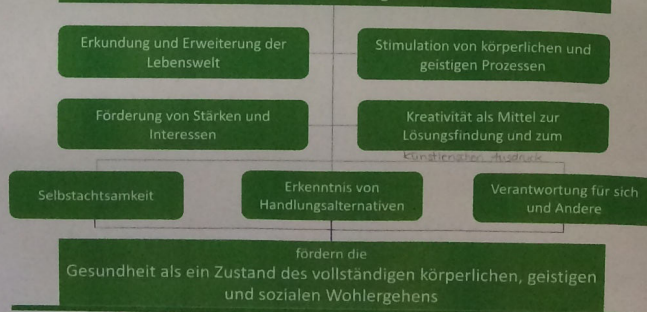 Erkundung und Erweiterung der
Lebenswelt
Stimulation von körperlichen und
geistigen Prozessen
Förderung von Stärken und
Interessen
Kreativität als Mittel zur
Lösungsfindung und zum
künstlerischen Ausdruck
Selbstachtsamkeit
Erkenntnis von
Handlungsalternativen
Verantwortung für sich
und Andere
fördern die
Gesundheit als ein Zustand des vollständigen körperlichen, geistigen
und sozialen Wohlergehens